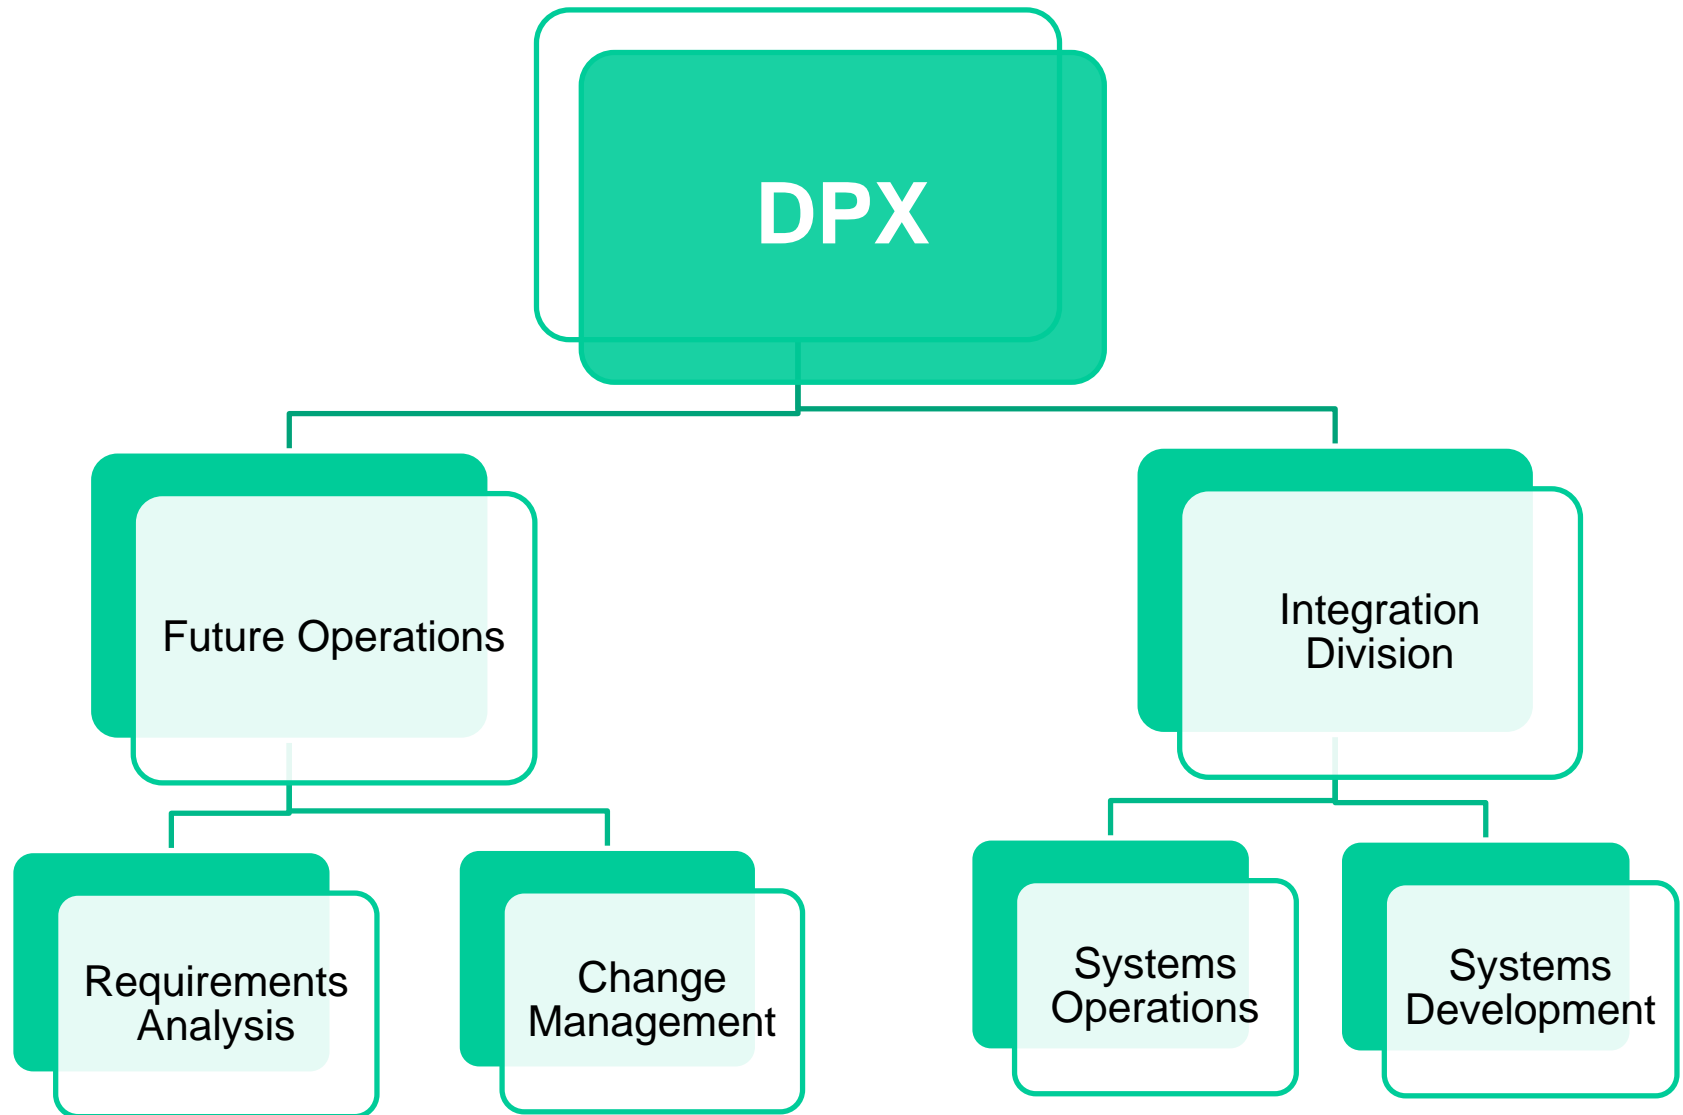 DPX
Future Operations
Integration
Division
Requirements
Analysis
Change
Management
Systems
Operations
Systems
Development